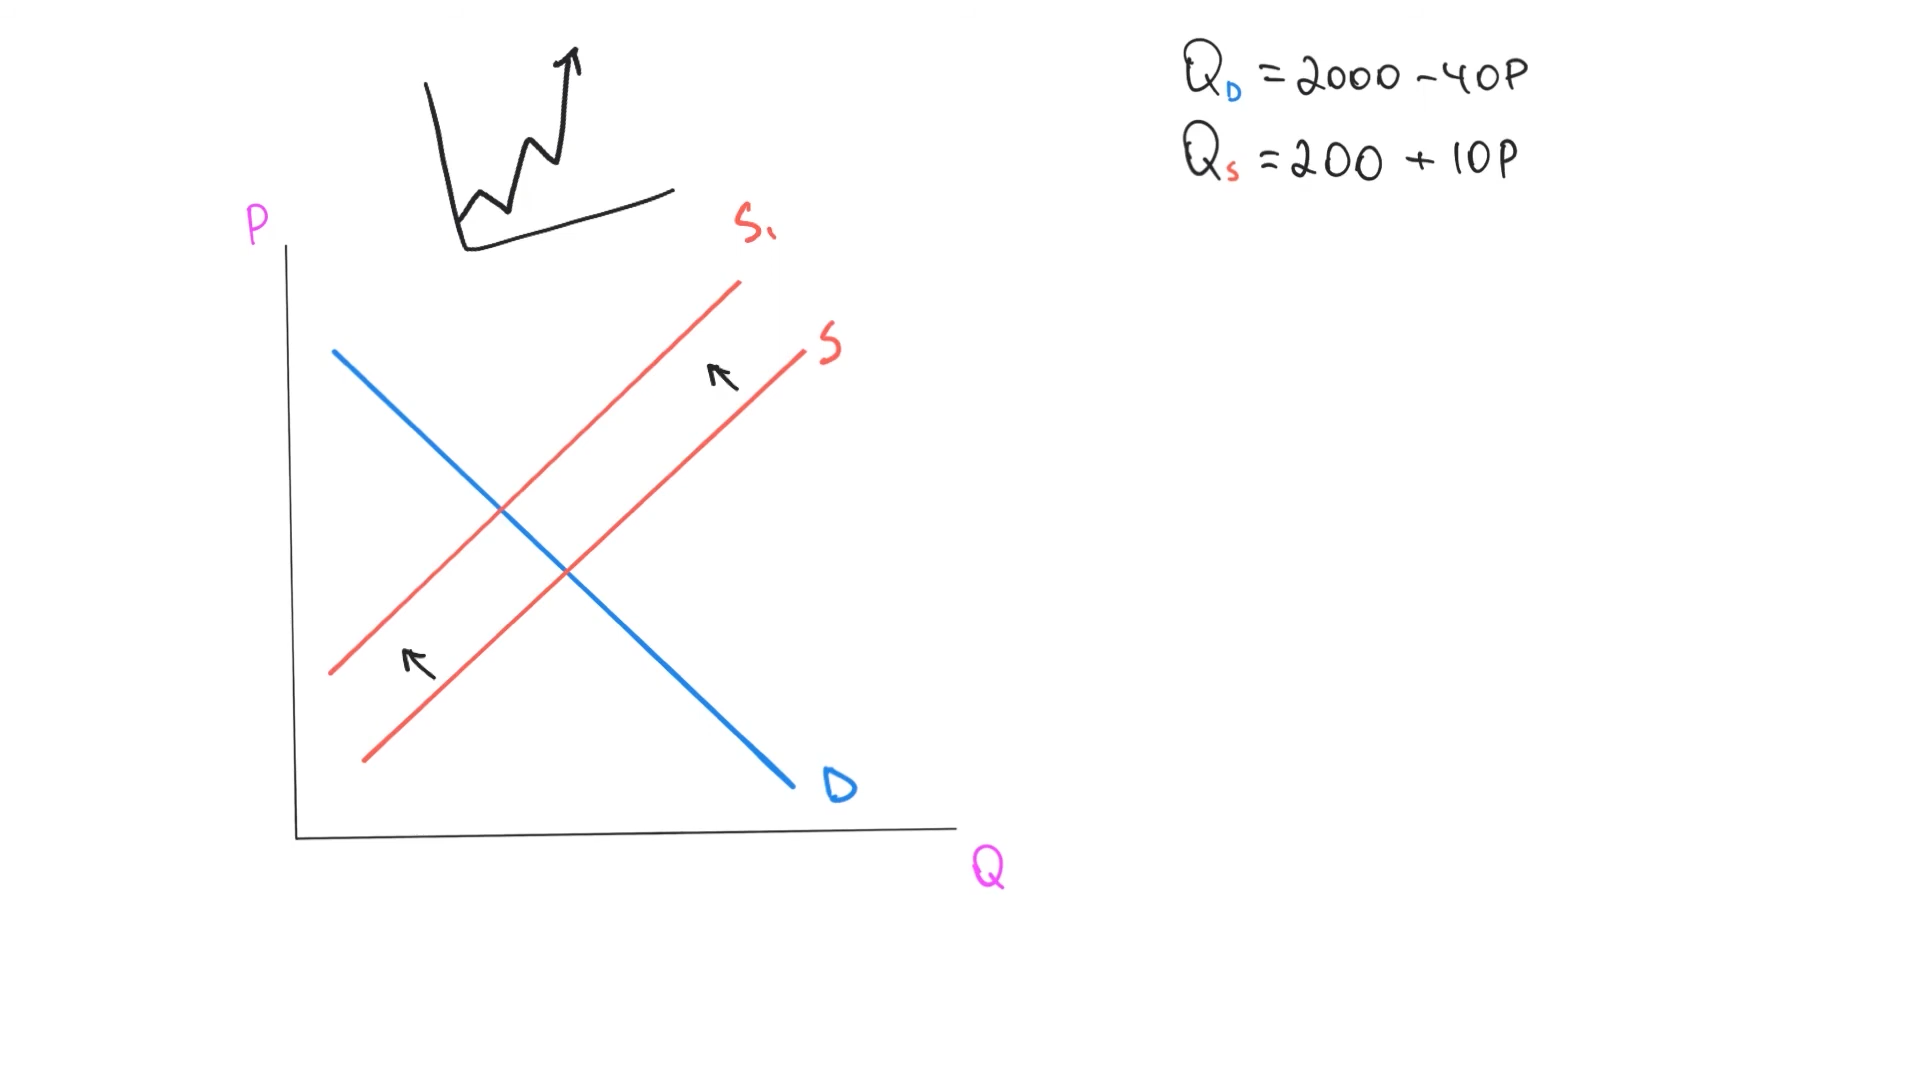 Q_D = 2000 - 40P
Q_S = 200 + 10P
P
S₁
S
D
Q